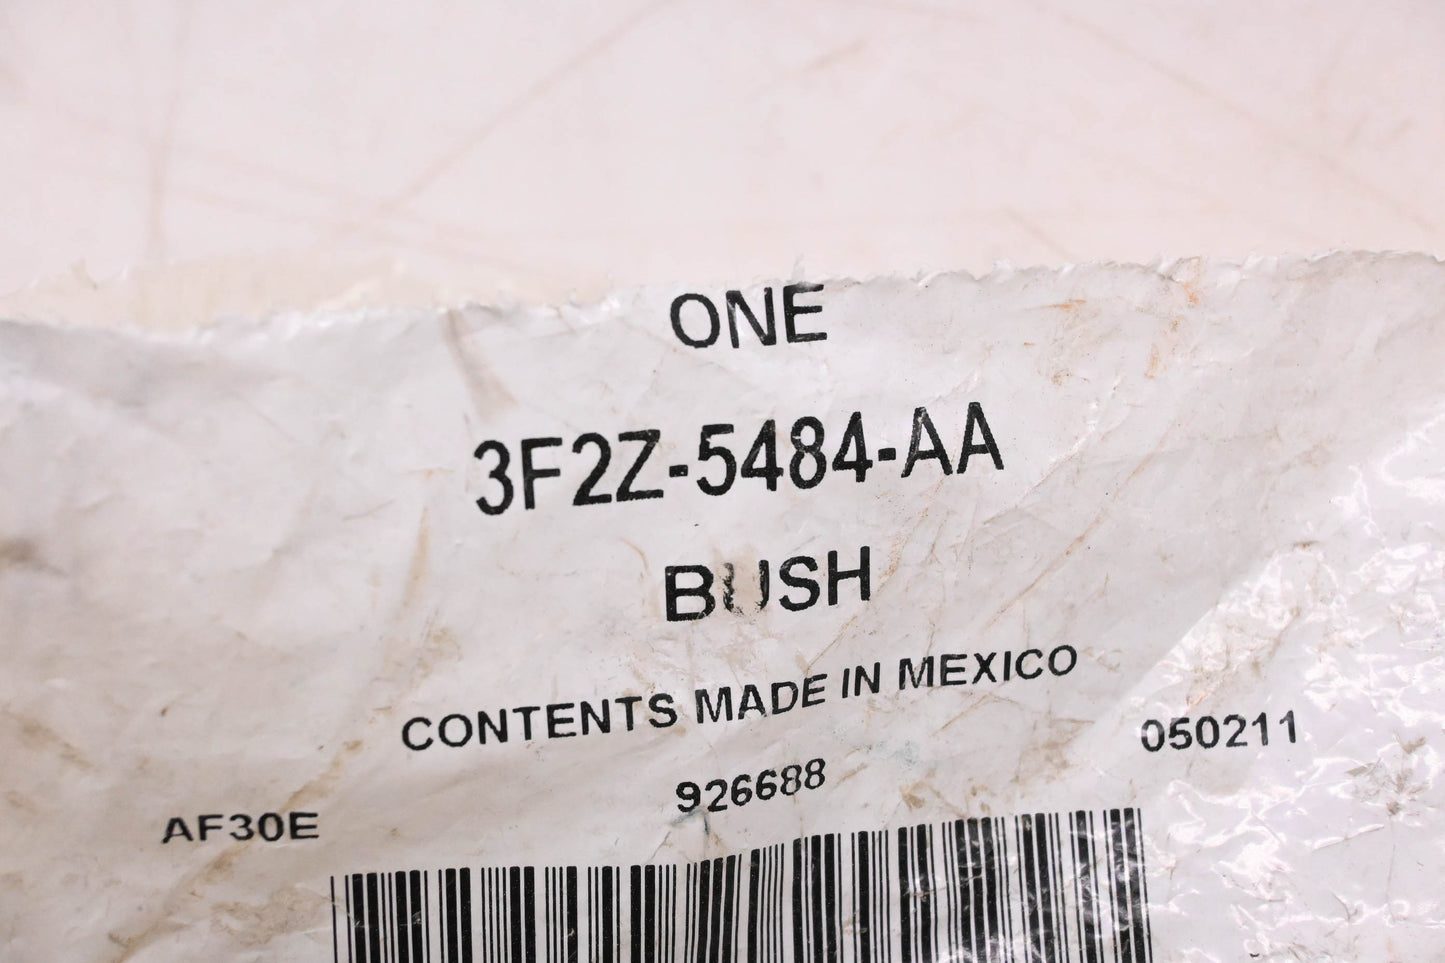 ONE
3F2Z-5484-AA
BUSH
CONTENTS MADE IN MEXICO
050211
926688
AF30E